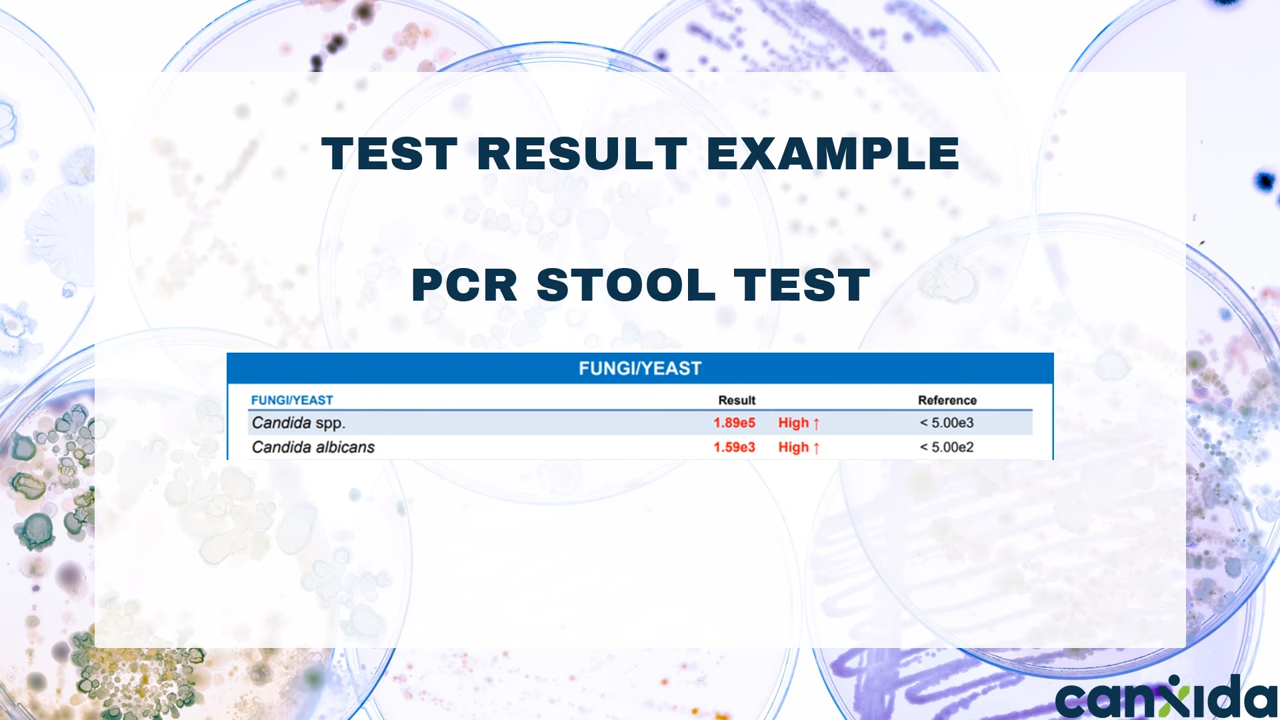 TEST RESULT EXAMPLE
PCR STOOL TEST
FUNGI/YEAST
FUNGI/YEAST Result Reference
Candida spp. 1.89e5 High ↑ < 5.00e3
Candida albicans 1.59e3 High ↑ < 5.00e2
canxida